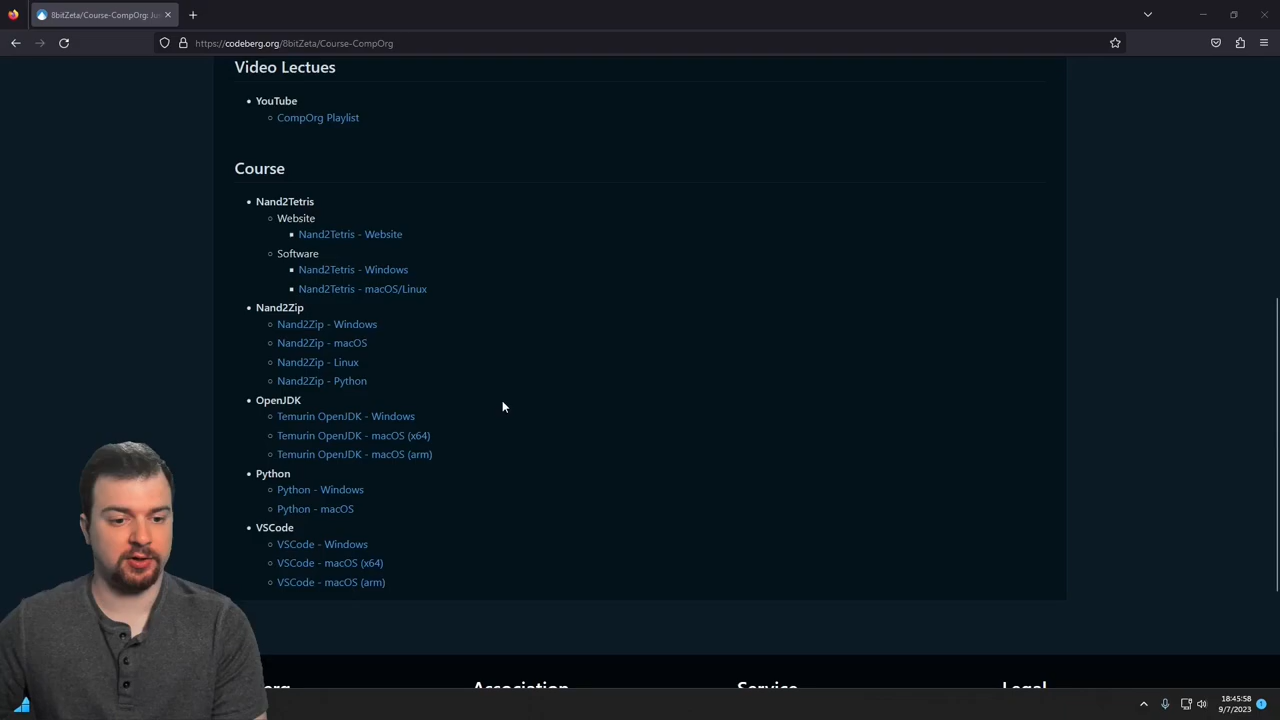 8bitZeta/Course-CompOrg: Ju
https://codeberg.org/8bitZeta/Course-CompOrg
Video Lectues
YouTube
CompOrg Playlist
Course
Nand2Tetris
Website
Nand2Tetris - Website
Software
Nand2Tetris - Windows
Nand2Tetris - macOS/Linux
Nand2Zip
Nand2Zip - Windows
Nand2Zip - macOS
Nand2Zip - Linux
Nand2Zip - Python
OpenJDK
Temurin OpenJDK - Windows
Temurin OpenJDK - macOS (x64)
Temurin OpenJDK - macOS (arm)
Python
Python - Windows
Python - macOS
VSCode
VSCode - Windows
VSCode - macOS (x64)
VSCode - macOS (arm)
Association Service Legal
18:45:58
9/7/2023
1